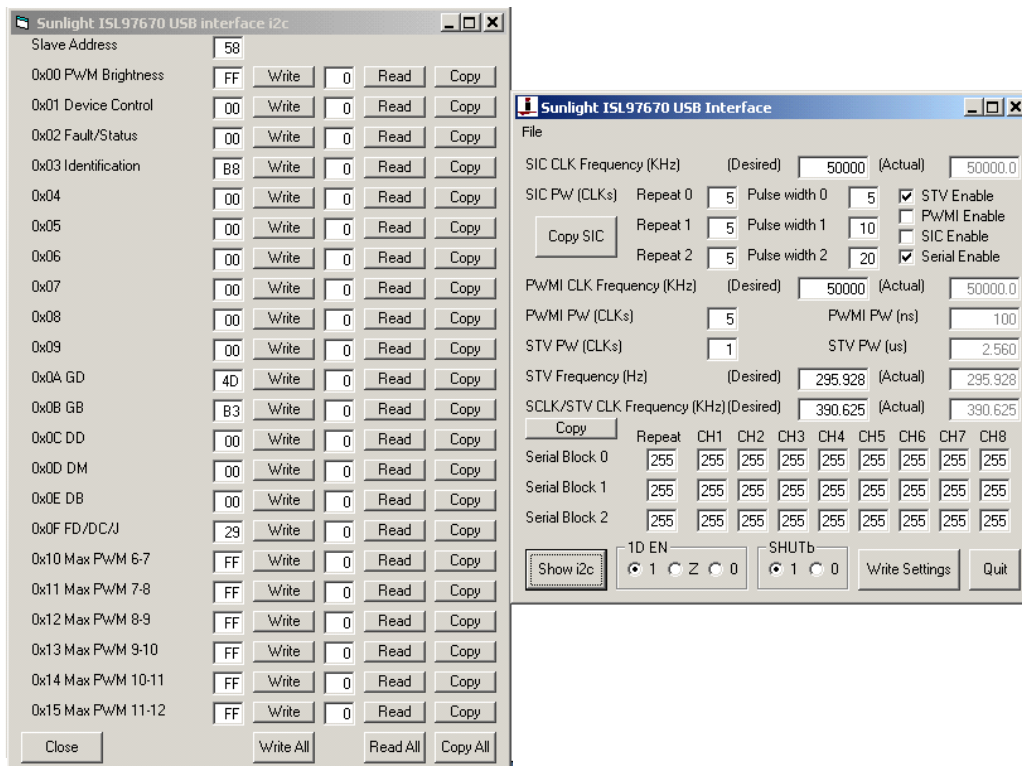 Sunlight ISL97670 USB interface i2c
Slave Address 58
0x00 PWM Brightness FF Write 0 Read Copy
0x01 Device Control 00 Write 0 Read Copy
0x02 Fault/Status 00 Write 0 Read Copy
0x03 Identification B8 Write 0 Read Copy
0x04 00 Write 0 Read Copy
0x05 00 Write 0 Read Copy
0x06 00 Write 0 Read Copy
0x07 00 Write 0 Read Copy
0x08 00 Write 0 Read Copy
0x09 00 Write 0 Read Copy
0x0A GD 4D Write 0 Read Copy
0x0B GB B3 Write 0 Read Copy
0x0C DD 00 Write 0 Read Copy
0x0D DM 00 Write 0 Read Copy
0x0E DB 00 Write 0 Read Copy
0x0F FD/DC/J 29 Write 0 Read Copy
0x10 Max PWM 6-7 FF Write 0 Read Copy
0x11 Max PWM 7-8 FF Write 0 Read Copy
0x12 Max PWM 8-9 FF Write 0 Read Copy
0x13 Max PWM 9-10 FF Write 0 Read Copy
0x14 Max PWM 10-11 FF Write 0 Read Copy
0x15 Max PWM 11-12 FF Write 0 Read Copy
Close Write All Read All Copy All
Sunlight ISL97670 USB Interface
File
SIC CLK Frequency (KHz) (Desired) 50000 (Actual) 50000.0
SIC PW (CLKs) Repeat 0 5 Pulse width 0 5 STV Enable
PWMI Enable
Copy SIC Repeat 1 5 Pulse width 1 10 SIC Enable
Repeat 2 5 Pulse width 2 20 Serial Enable
PWMI CLK Frequency (KHz) (Desired) 50000 (Actual) 50000.0
PWMI PW (CLKs) 5 PWMI PW (ns) 100
STV PW (CLKs) 1 STV PW (us) 2.560
STV Frequency (Hz) (Desired) 295.928 (Actual) 295.928
SCLK/STV CLK Frequency (KHz) (Desired) 390.625 (Actual) 390.625
Copy Repeat CH1 CH2 CH3 CH4 CH5 CH6 CH7 CH8
Serial Block 0 255 255 255 255 255 255 255 255 255
Serial Block 1 255 255 255 255 255 255 255 255 255
Serial Block 2 255 255 255 255 255 255 255 255 255
1D EN SHUTb
Show i2c 1 Z 0 1 0 Write Settings Quit